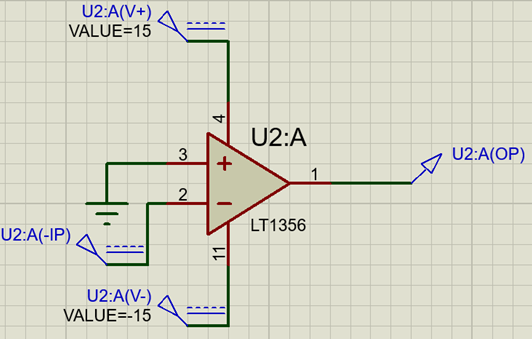 U2:A(V+)
VALUE=15
4
U2:A
3
+
1
U2:A(OP)
2
−
LT1356
U2:A(-IP)
11
U2:A(V-)
VALUE=-15